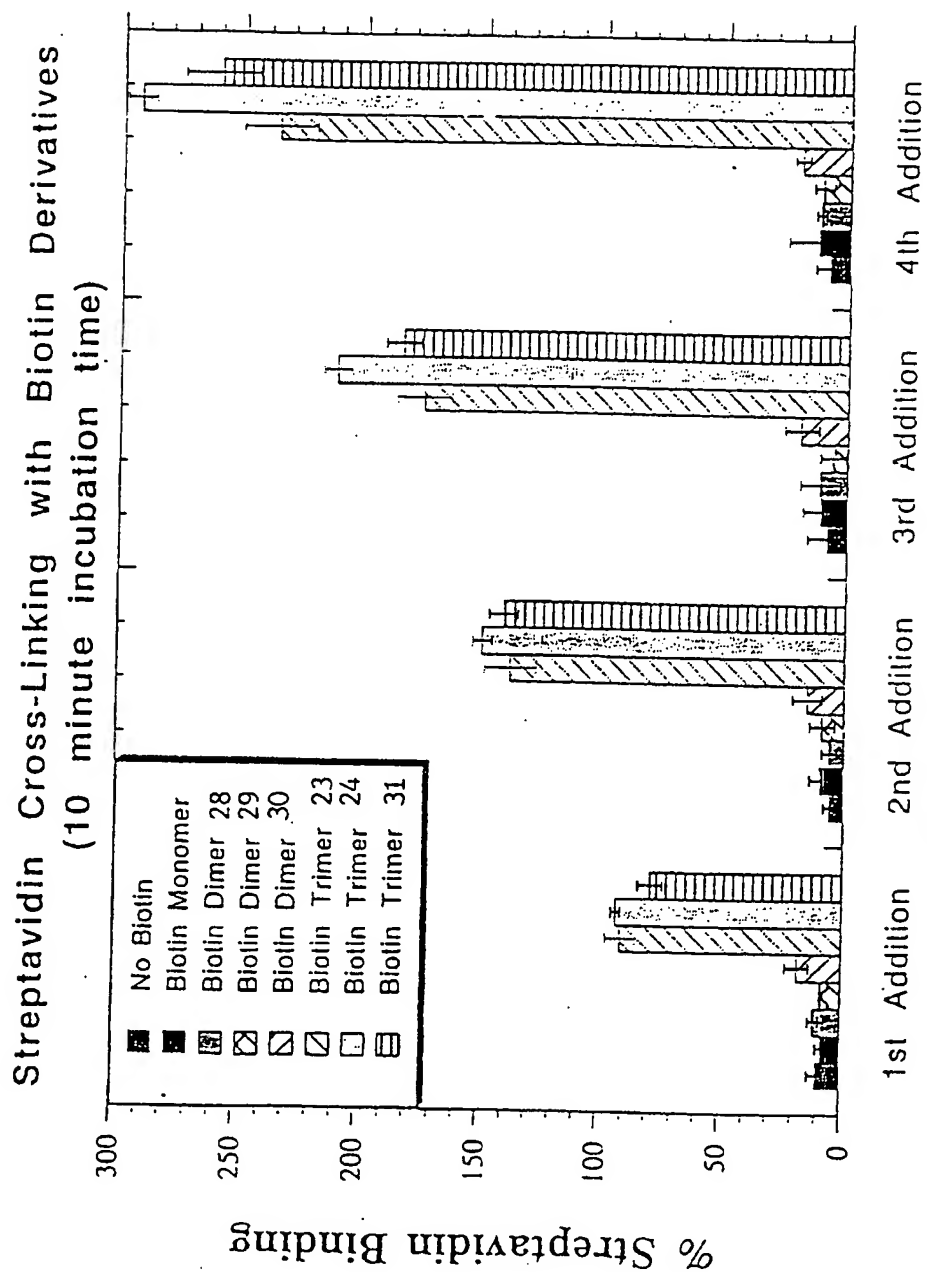 Streptavidin Cross-Linking with Biotin Derivatives
(10 minute incubation time)
No Biotin
Biotin Monomer
Biotin Dimer 28
Biotin Dimer 29
Biotin Dimer 30
Biotin Trimer 23
Biotin Trimer 24
Biotin Trimer 31
% Streptavidin Binding
300
250
200
150
100
50
0
1st Addition
2nd Addition
3rd Addition
4th Addition